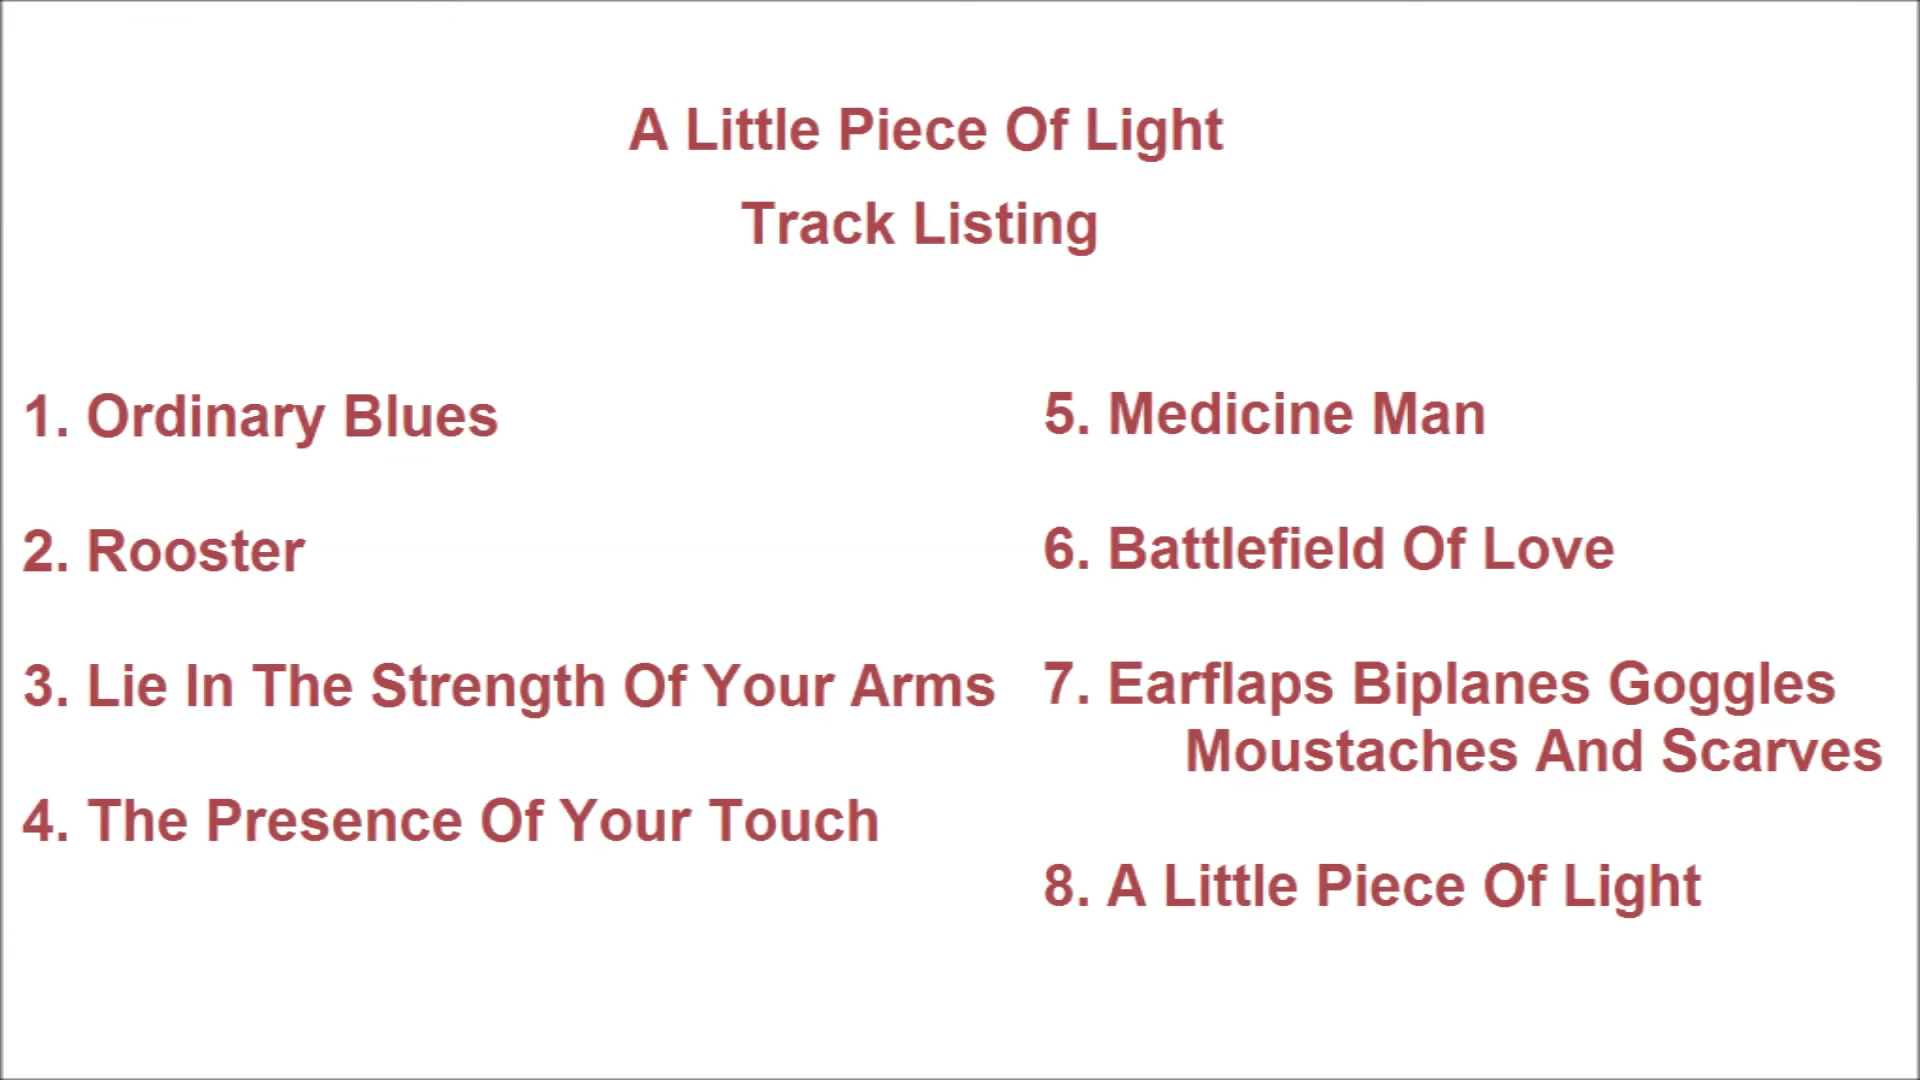 A Little Piece Of Light
Track Listing
1. Ordinary Blues
2. Rooster
3. Lie In The Strength Of Your Arms
4. The Presence Of Your Touch
5. Medicine Man
6. Battlefield Of Love
7. Earflaps Biplanes Goggles
Moustaches And Scarves
8. A Little Piece Of Light